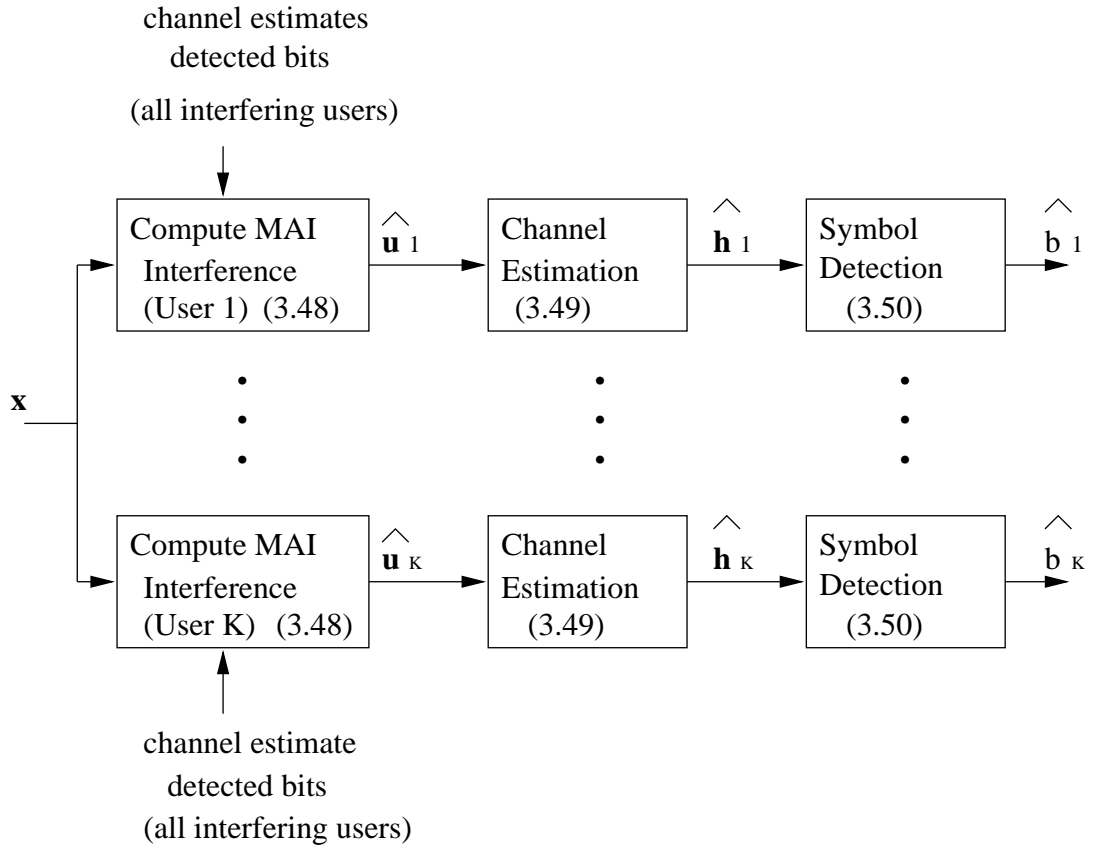 channel estimates
detected bits
(all interfering users)
Compute MAI
Interference
(User 1) (3.48)
û 1
Channel
Estimation
(3.49)
ĥ 1
Symbol
Detection
(3.50)
b̂ 1
x
Compute MAI
Interference
(User K) (3.48)
û K
Channel
Estimation
(3.49)
ĥ K
Symbol
Detection
(3.50)
b̂ K
channel estimate
detected bits
(all interfering users)